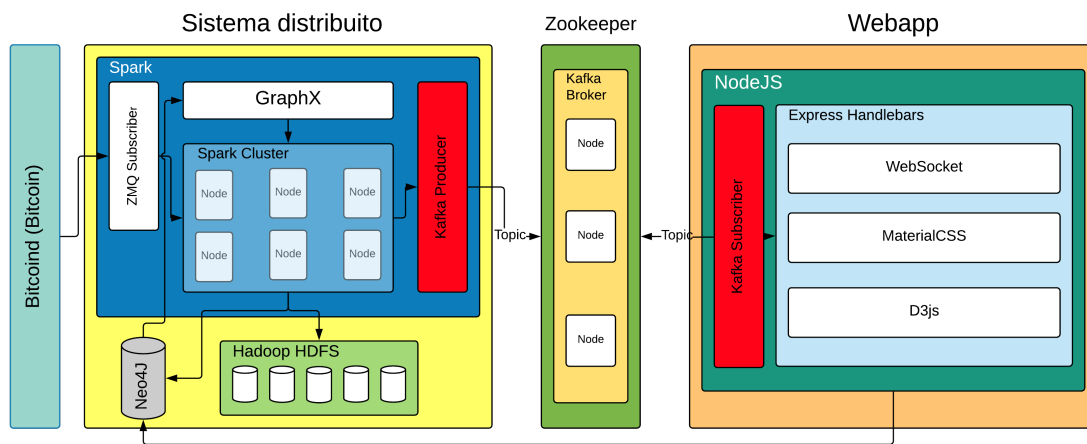 Sistema distribuito
Zookeeper
Webapp
Bitcoind (Bitcoin)
Spark
ZMQ Subscriber
GraphX
Spark Cluster
Node
Node
Node
Node
Node
Node
Kafka Producer
Neo4J
Hadoop HDFS
Topic
Kafka
Broker
Node
Node
Node
Topic
NodeJS
Kafka Subscriber
Express Handlebars
WebSocket
MaterialCSS
D3js